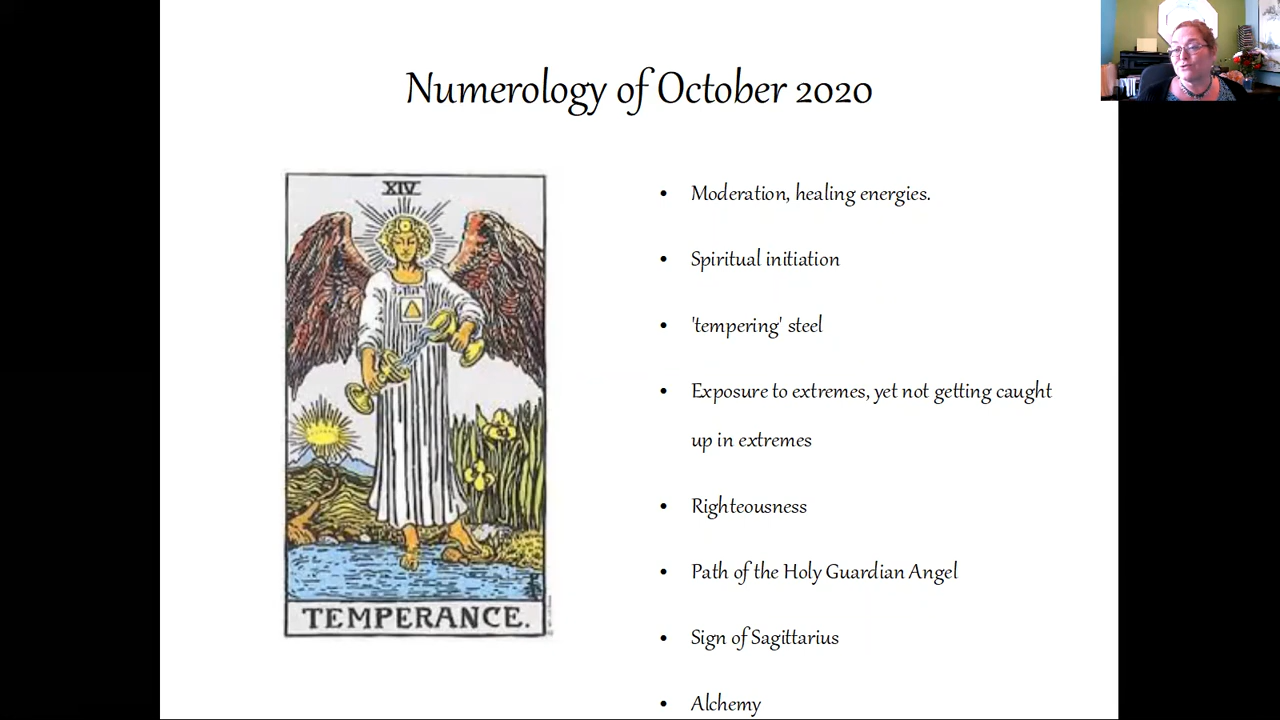 Numerology of October 2020
XIV
TEMPERANCE.
• Moderation, healing energies.
• Spiritual initiation
• 'tempering' steel
• Exposure to extremes, yet not getting caught
up in extremes
• Righteousness
• Path of the Holy Guardian Angel
• Sign of Sagittarius
• Alchemy